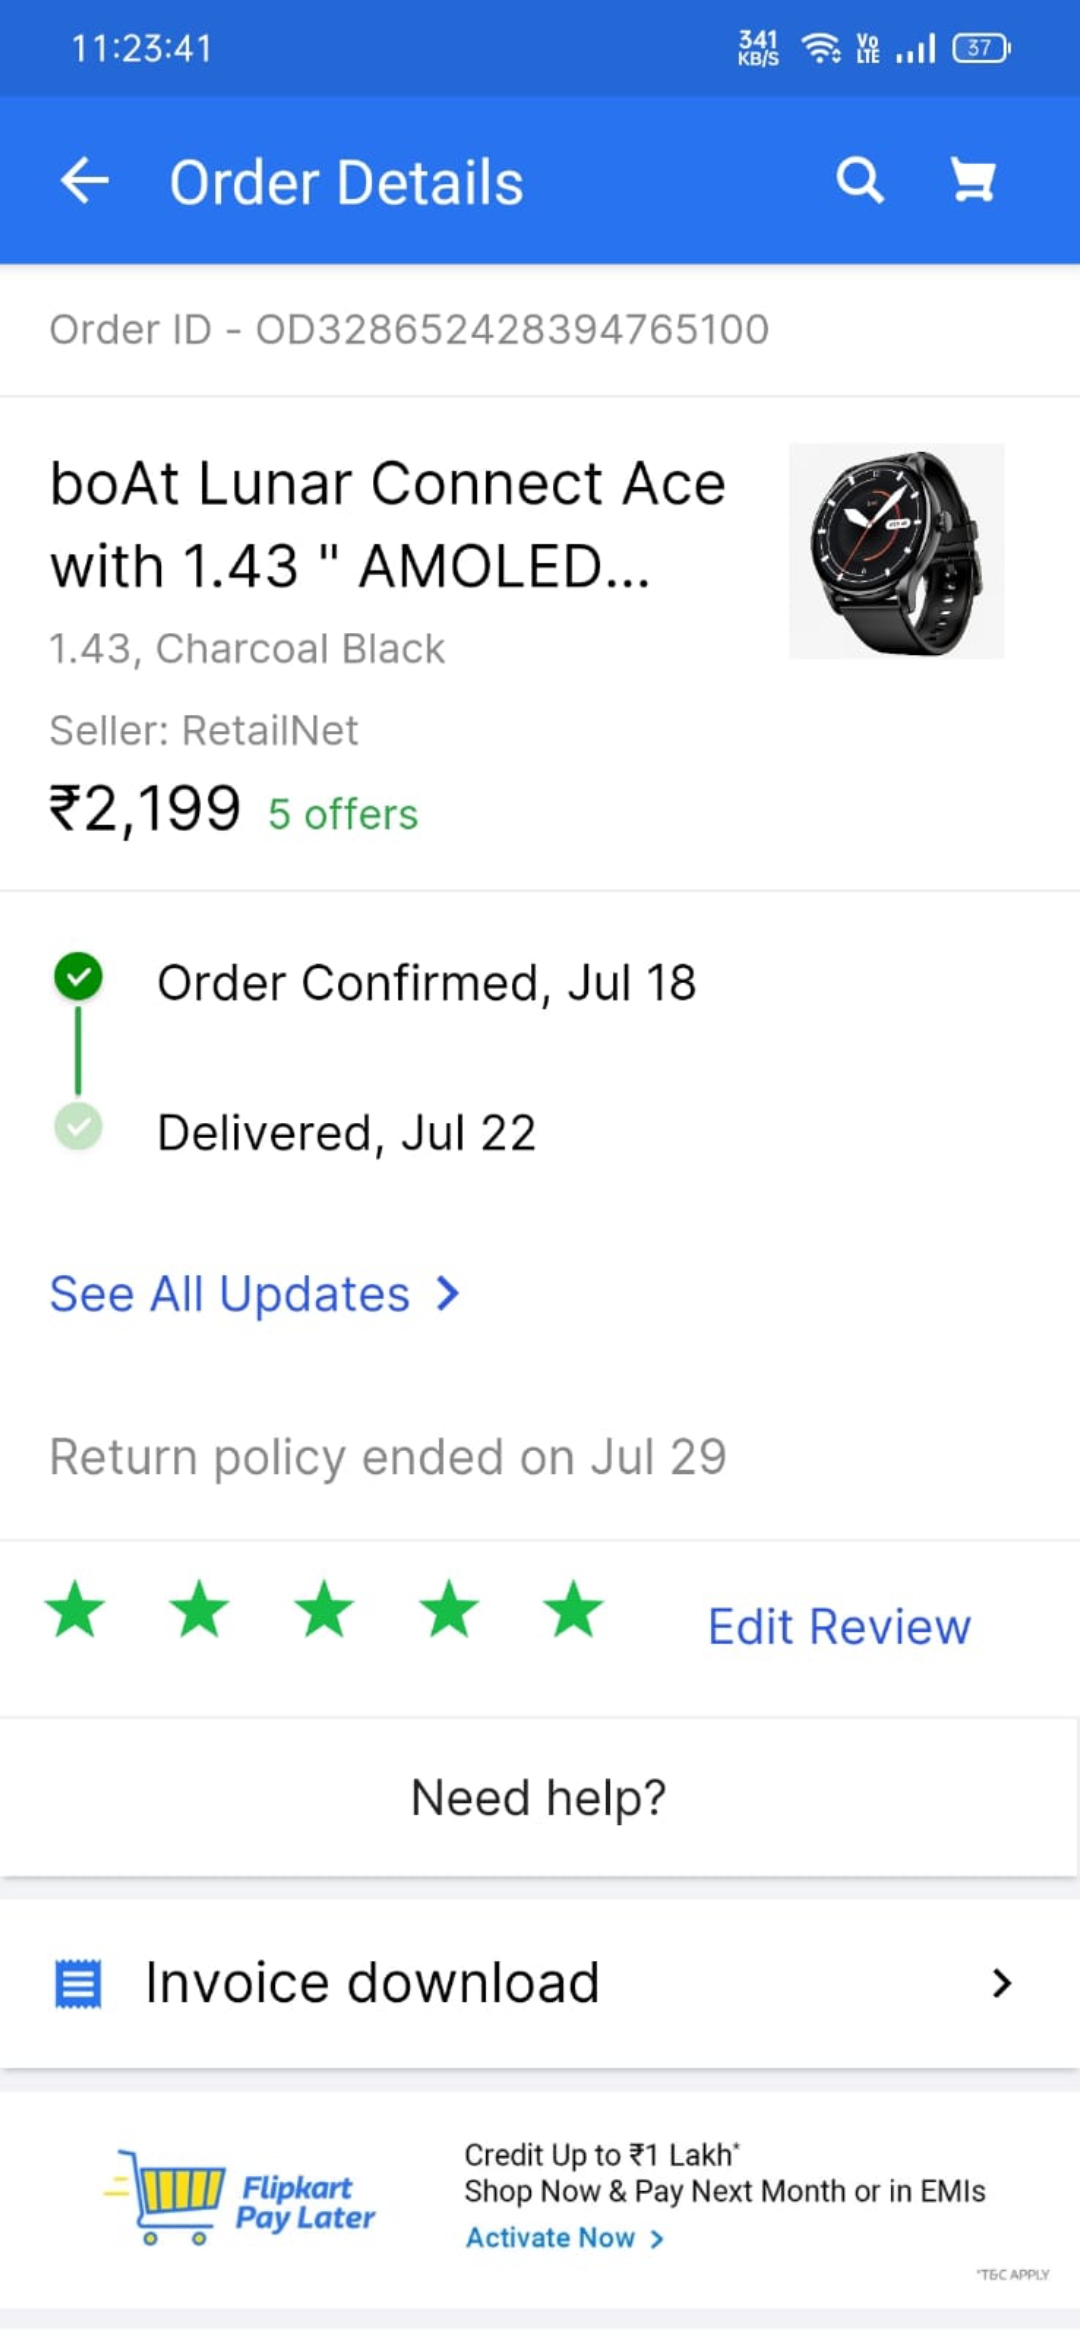 11:23:41
341 KB/S Vo LTE 37
Order Details
Order ID - OD328652428394765100
boAt Lunar Connect Ace
with 1.43 " AMOLED...
1.43, Charcoal Black
Seller: RetailNet
₹2,199 5 offers
Order Confirmed, Jul 18
Delivered, Jul 22
See All Updates
Return policy ended on Jul 29
Edit Review
Need help?
Invoice download
Flipkart
Pay Later
Credit Up to ₹1 Lakh*
Shop Now & Pay Next Month or in EMIs
Activate Now
*T&C APPLY